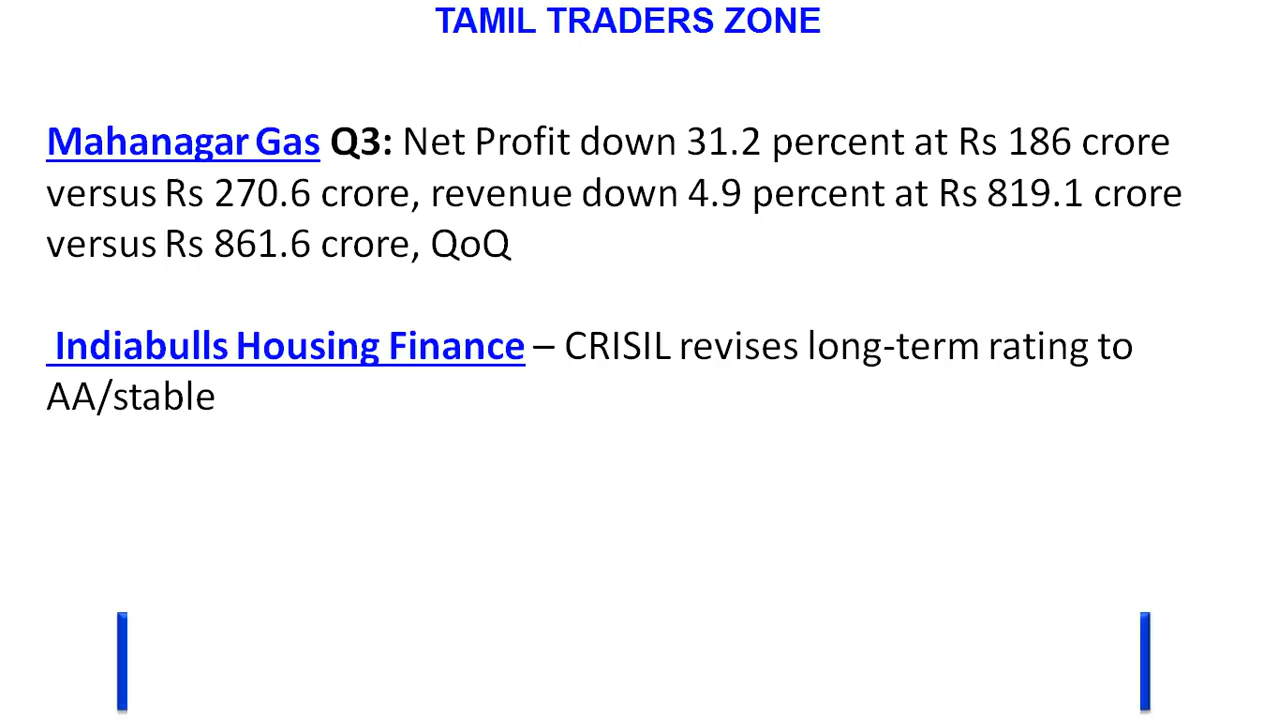 TAMIL TRADERS ZONE
Mahanagar Gas Q3: Net Profit down 31.2 percent at Rs 186 crore
versus Rs 270.6 crore, revenue down 4.9 percent at Rs 819.1 crore
versus Rs 861.6 crore, QoQ
Indiabulls Housing Finance – CRISIL revises long-term rating to
AA/stable